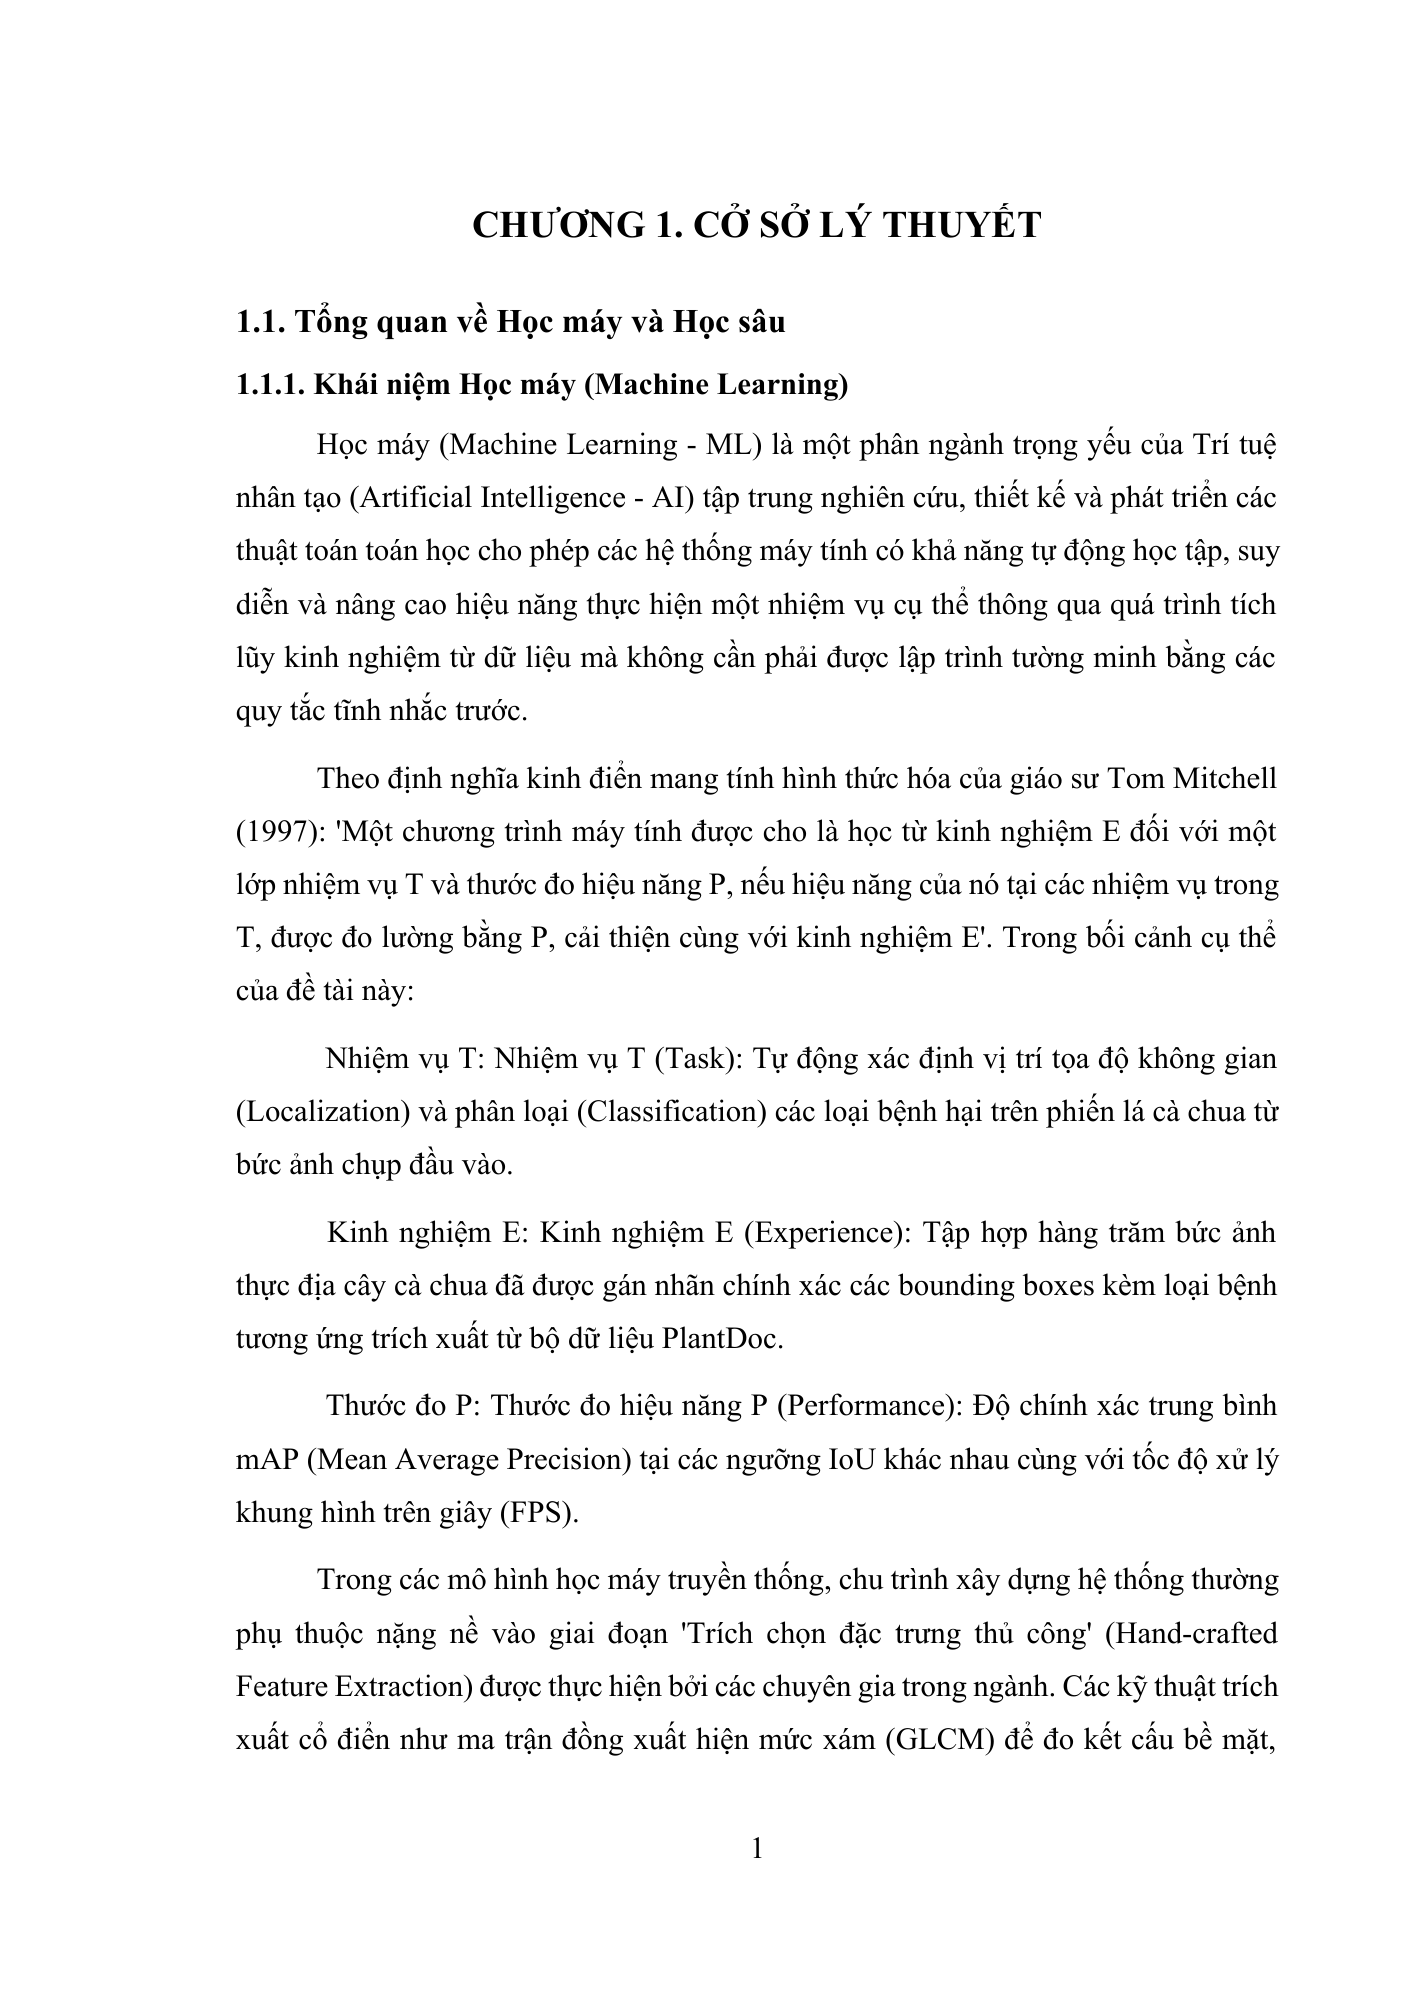 CHƯƠNG 1. CỞ SỞ LÝ THUYẾT
1.1. Tổng quan về Học máy và Học sâu
1.1.1. Khái niệm Học máy (Machine Learning)
Học máy (Machine Learning - ML) là một phân ngành trọng yếu của Trí tuệ
nhân tạo (Artificial Intelligence - AI) tập trung nghiên cứu, thiết kế và phát triển các
thuật toán toán học cho phép các hệ thống máy tính có khả năng tự động học tập, suy
diễn và nâng cao hiệu năng thực hiện một nhiệm vụ cụ thể thông qua quá trình tích
lũy kinh nghiệm từ dữ liệu mà không cần phải được lập trình tường minh bằng các
quy tắc tĩnh nhắc trước.
Theo định nghĩa kinh điển mang tính hình thức hóa của giáo sư Tom Mitchell
(1997): 'Một chương trình máy tính được cho là học từ kinh nghiệm E đối với một
lớp nhiệm vụ T và thước đo hiệu năng P, nếu hiệu năng của nó tại các nhiệm vụ trong
T, được đo lường bằng P, cải thiện cùng với kinh nghiệm E'. Trong bối cảnh cụ thể
của đề tài này:
Nhiệm vụ T: Nhiệm vụ T (Task): Tự động xác định vị trí tọa độ không gian
(Localization) và phân loại (Classification) các loại bệnh hại trên phiến lá cà chua từ
bức ảnh chụp đầu vào.
Kinh nghiệm E: Kinh nghiệm E (Experience): Tập hợp hàng trăm bức ảnh
thực địa cây cà chua đã được gán nhãn chính xác các bounding boxes kèm loại bệnh
tương ứng trích xuất từ bộ dữ liệu PlantDoc.
Thước đo P: Thước đo hiệu năng P (Performance): Độ chính xác trung bình
mAP (Mean Average Precision) tại các ngưỡng IoU khác nhau cùng với tốc độ xử lý
khung hình trên giây (FPS).
Trong các mô hình học máy truyền thống, chu trình xây dựng hệ thống thường
phụ thuộc nặng nề vào giai đoạn 'Trích chọn đặc trưng thủ công' (Hand-crafted
Feature Extraction) được thực hiện bởi các chuyên gia trong ngành. Các kỹ thuật trích
xuất cổ điển như ma trận đồng xuất hiện mức xám (GLCM) để đo kết cấu bề mặt,
1